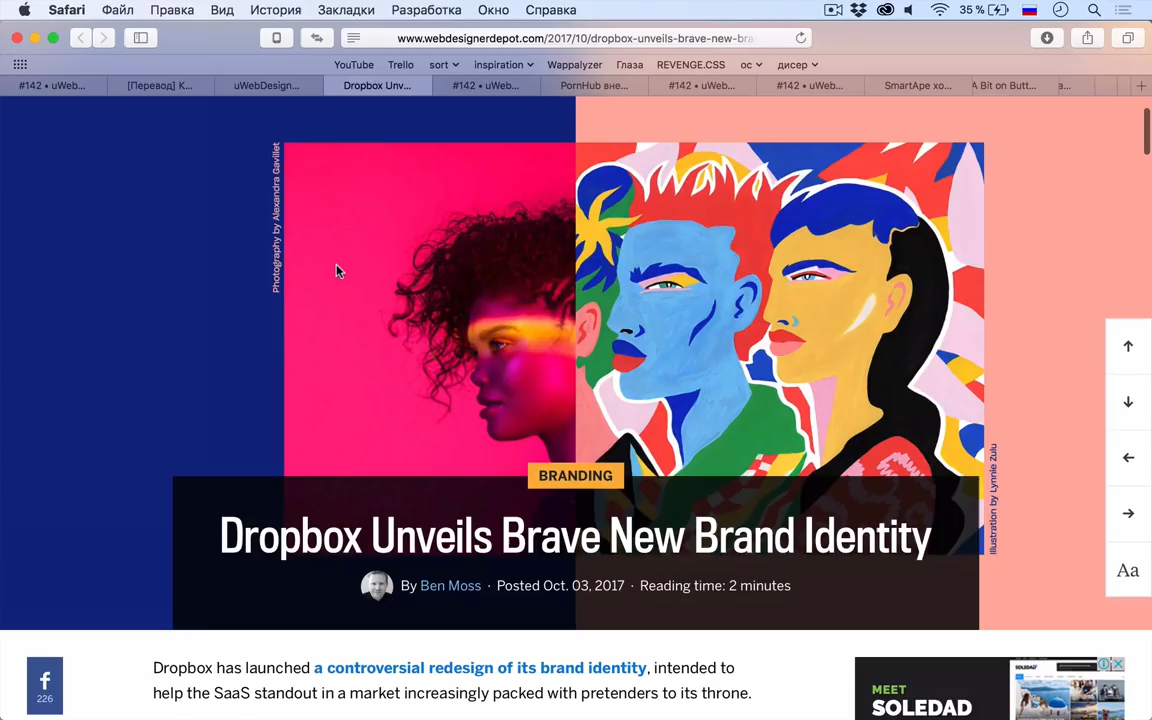 Safari Файл Правка Вид История Закладки Разработка Окно Справка 35 %
www.webdesignerdepot.com/2017/10/dropbox-unveils-brave-new-bra
YouTube Trello sort inspiration Wappalyzer Глаза REVENGE.CSS ос дисер
#142 • uWeb... [Перевод] К... uWebDesign... Dropbox Unv... #142 • uWeb... PornHub вне... #142 • uWeb... #142 • uWeb... SmartApe хо... A Bit on Butt... a...
Photography by Alexandra Gavillet
Illustration by Lynnie Zulu
BRANDING
Dropbox Unveils Brave New Brand Identity
By Ben Moss · Posted Oct. 03, 2017 · Reading time: 2 minutes
Aa
Dropbox has launched a controversial redesign of its brand identity, intended to
help the SaaS standout in a market increasingly packed with pretenders to its throne.
f
226
MEET
SOLEDAD